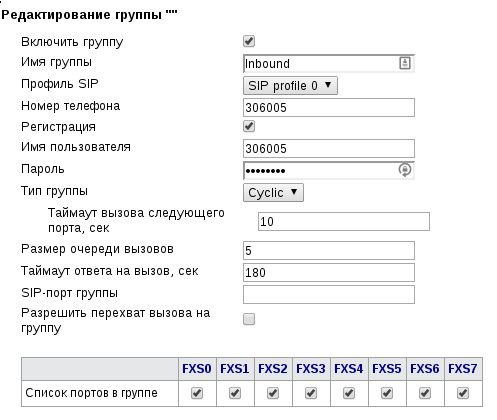 Редактирование группы ""
Включить группу
Имя группы Inbound
Профиль SIP SIP profile 0
Номер телефона 306005
Регистрация
Имя пользователя 306005
Пароль ••••••••
Тип группы Cyclic
Таймаут вызова следующего
порта, сек 10
Размер очереди вызовов 5
Таймаут ответа на вызов, сек 180
SIP-порт группы
Разрешить перехват вызова на
группу
FXS0 FXS1 FXS2 FXS3 FXS4 FXS5 FXS6 FXS7
Список портов в группе